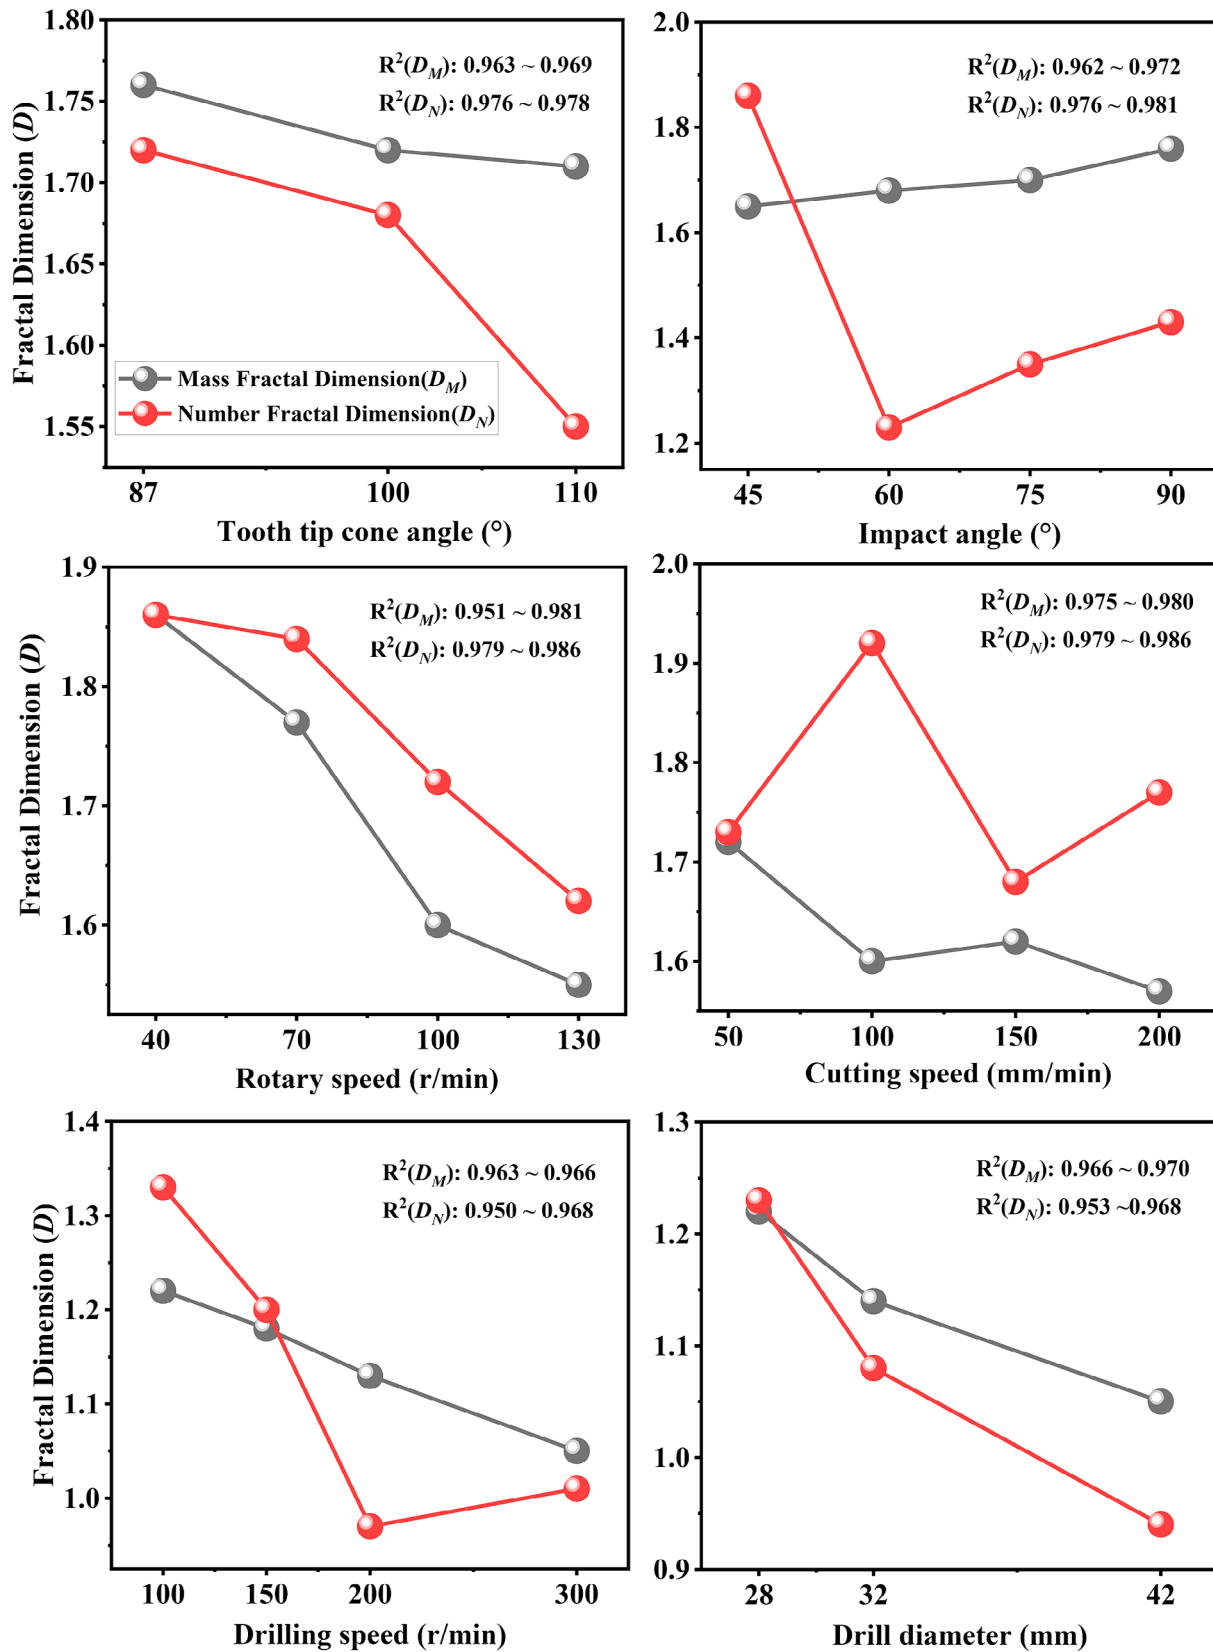 1.80
1.75
1.70
1.65
1.60
1.55
Fractal Dimension (D)
R²(D_M): 0.963 ~ 0.969
R²(D_N): 0.976 ~ 0.978
Mass Fractal Dimension(D_M)
Number Fractal Dimension(D_N)
87 100 110
Tooth tip cone angle (°)
2.0
1.8
1.6
1.4
1.2
R²(D_M): 0.962 ~ 0.972
R²(D_N): 0.976 ~ 0.981
45 60 75 90
Impact angle (°)
1.9
1.8
1.7
1.6
Fractal Dimension (D)
R²(D_M): 0.951 ~ 0.981
R²(D_N): 0.979 ~ 0.986
40 70 100 130
Rotary speed (r/min)
2.0
1.9
1.8
1.7
1.6
R²(D_M): 0.975 ~ 0.980
R²(D_N): 0.979 ~ 0.986
50 100 150 200
Cutting speed (mm/min)
1.4
1.3
1.2
1.1
1.0
Fractal Dimension (D)
R²(D_M): 0.963 ~ 0.966
R²(D_N): 0.950 ~ 0.968
100 150 200 300
Drilling speed (r/min)
1.3
1.2
1.1
1.0
0.9
R²(D_M): 0.966 ~ 0.970
R²(D_N): 0.953 ~0.968
28 32 42
Drill diameter (mm)